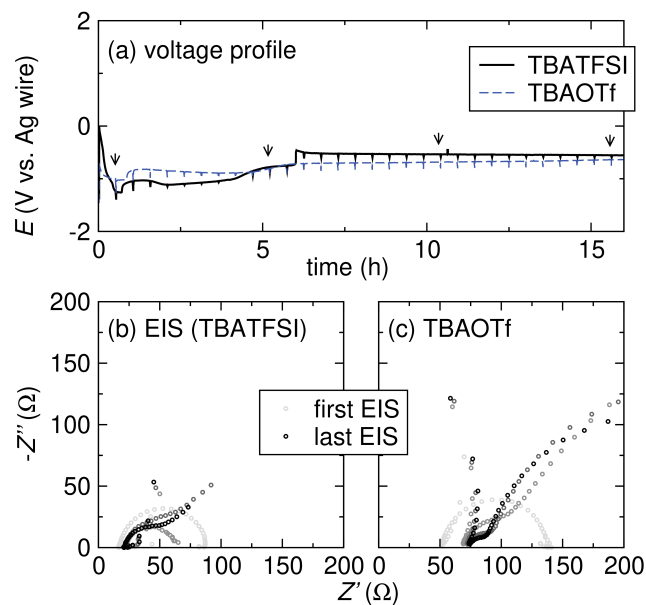 2
(a) voltage profile
TBATFSI
TBAOTf
0
-2
E (V vs. Ag wire)
0 5 10 15
time (h)
200
150
100
50
0
-Z'' (Ω)
(b) EIS (TBATFSI)
(c) TBAOTf
first EIS
last EIS
0 50 100 150 200
0 50 100 150 200
Z' (Ω)